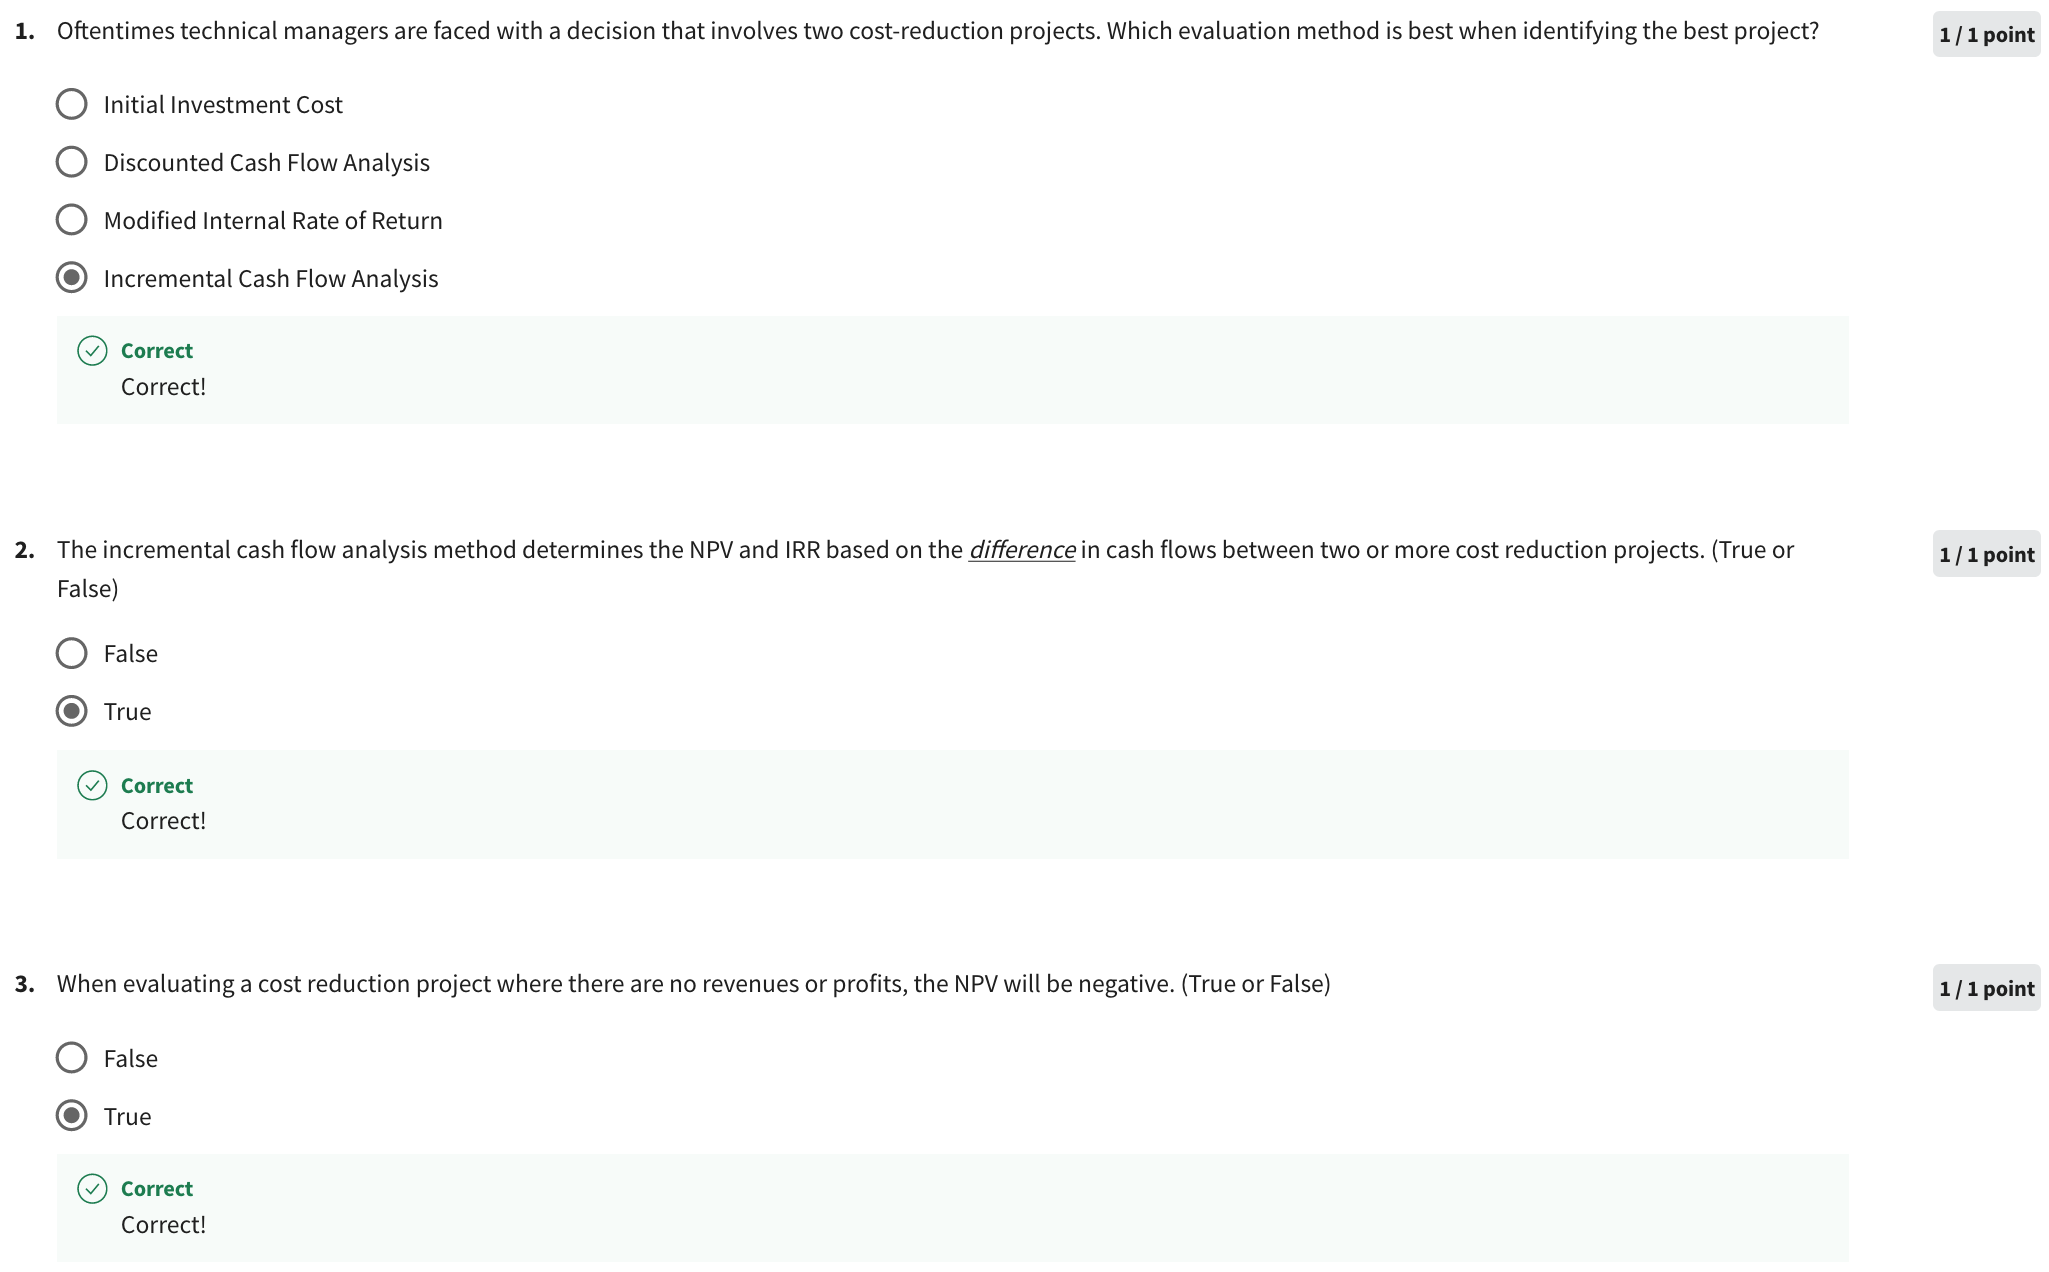 1. Oftentimes technical managers are faced with a decision that involves two cost-reduction projects. Which evaluation method is best when identifying the best project?
1 / 1 point
Initial Investment Cost
Discounted Cash Flow Analysis
Modified Internal Rate of Return
Incremental Cash Flow Analysis
Correct
Correct!
2. The incremental cash flow analysis method determines the NPV and IRR based on the difference in cash flows between two or more cost reduction projects. (True or
False)
1 / 1 point
False
True
Correct
Correct!
3. When evaluating a cost reduction project where there are no revenues or profits, the NPV will be negative. (True or False)
1 / 1 point
False
True
Correct
Correct!